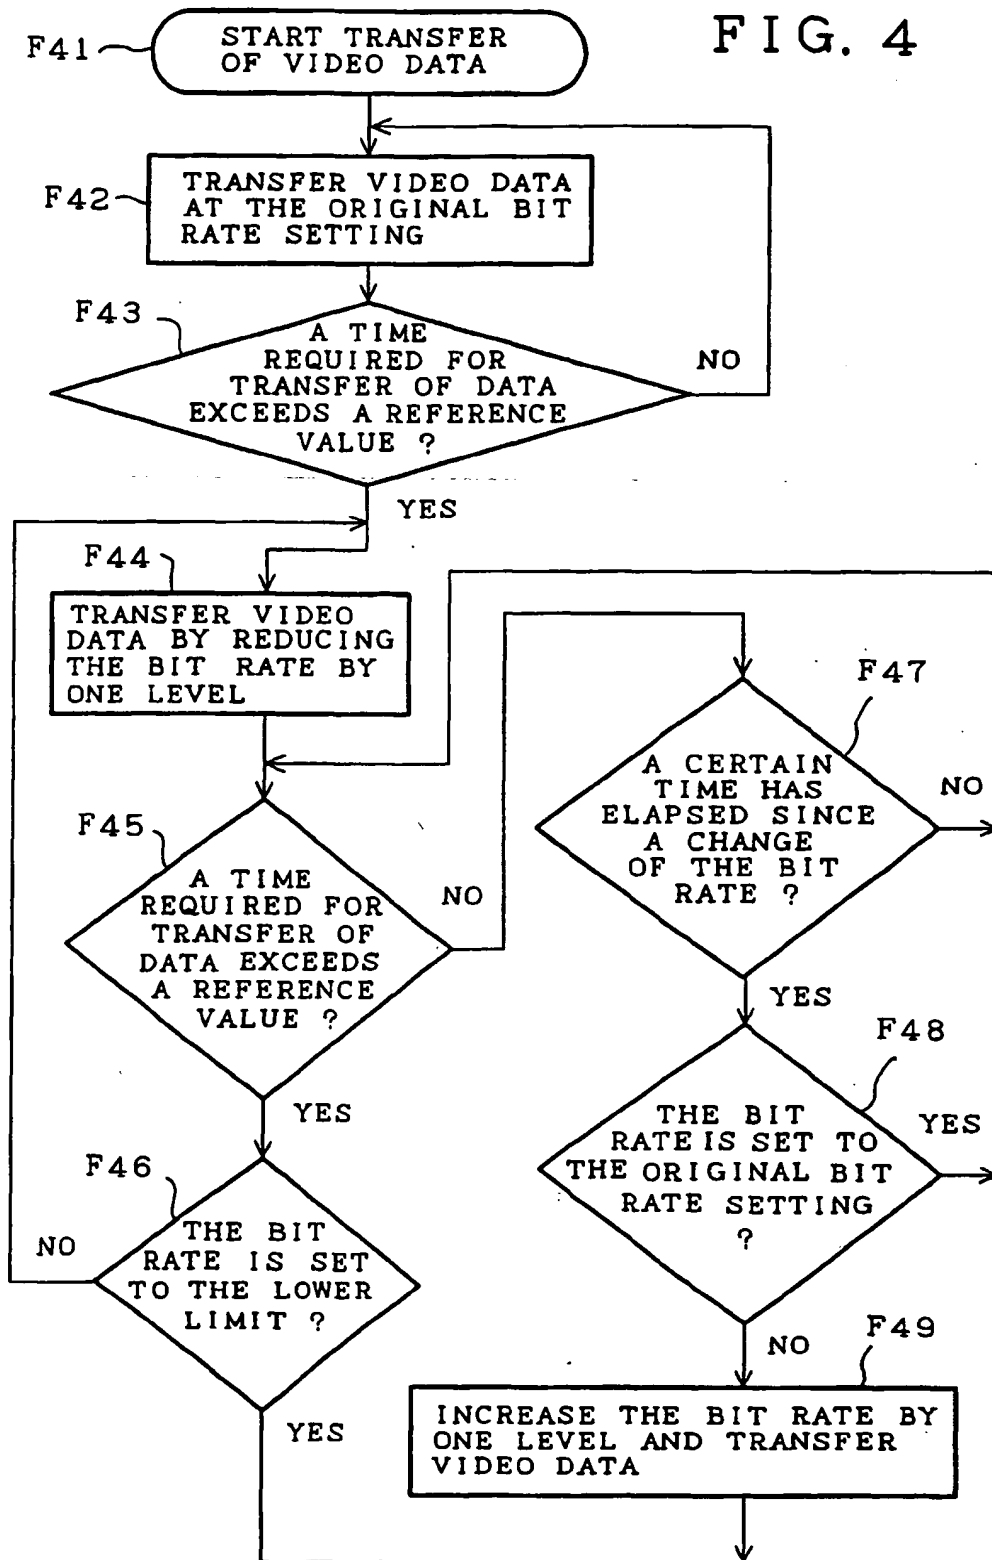 FIG. 4
F41
START TRANSFER
OF VIDEO DATA
F42
TRANSFER VIDEO DATA
AT THE ORIGINAL BIT
RATE SETTING
F43
A TIME
REQUIRED FOR
TRANSFER OF DATA
EXCEEDS A REFERENCE
VALUE ?
NO
YES
F44
TRANSFER VIDEO
DATA BY REDUCING
THE BIT RATE BY
ONE LEVEL
F45
A TIME
REQUIRED FOR
TRANSFER OF
DATA EXCEEDS
A REFERENCE
VALUE ?
NO
YES
F46
THE BIT
RATE IS SET
TO THE LOWER
LIMIT ?
NO
YES
F47
A CERTAIN
TIME HAS
ELAPSED SINCE
A CHANGE
OF THE BIT
RATE ?
NO
YES
F48
THE BIT
RATE IS SET TO
THE ORIGINAL BIT
RATE SETTING
?
YES
NO
F49
INCREASE THE BIT RATE BY
ONE LEVEL AND TRANSFER
VIDEO DATA